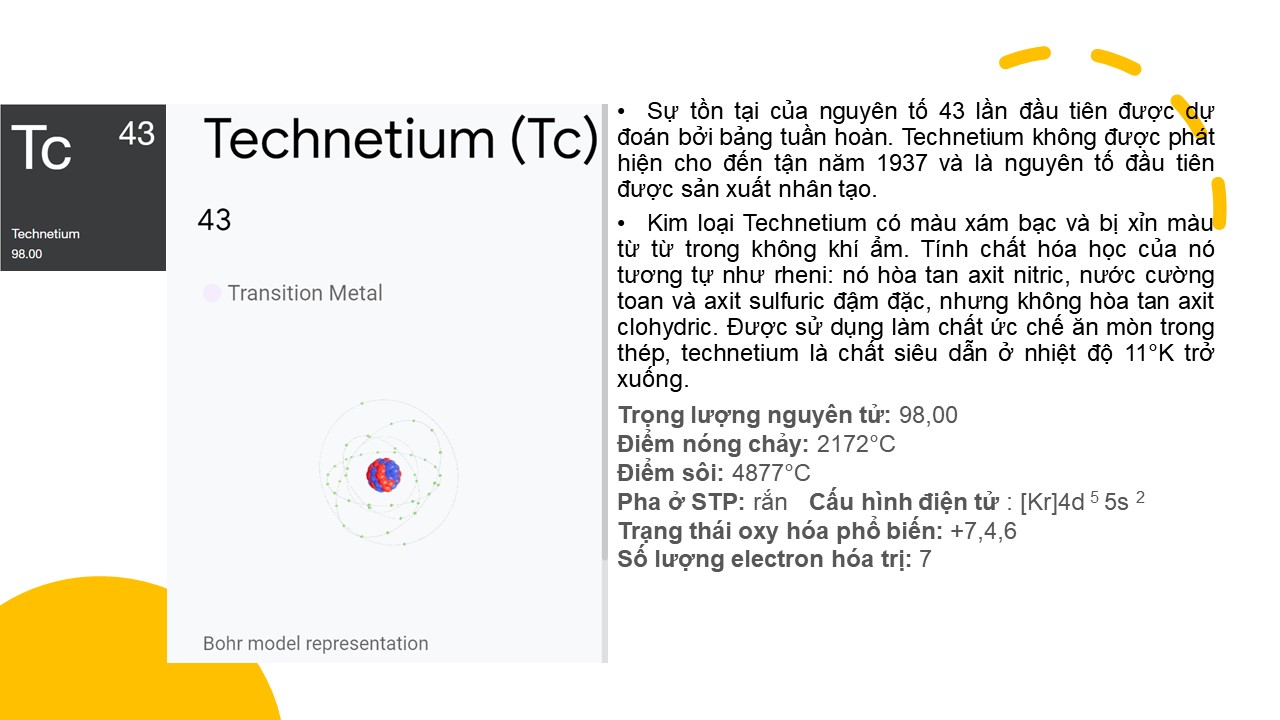 Tc 43
Technetium
98.00
Technetium (Tc)
43
Transition Metal
Bohr model representation
• Sự tồn tại của nguyên tố 43 lần đầu tiên được dự
đoán bởi bảng tuần hoàn. Technetium không được phát
hiện cho đến tận năm 1937 và là nguyên tố đầu tiên
được sản xuất nhân tạo.
• Kim loại Technetium có màu xám bạc và bị xỉn màu
từ từ trong không khí ẩm. Tính chất hóa học của nó
tương tự như rheni: nó hòa tan axit nitric, nước cường
toan và axit sulfuric đậm đặc, nhưng không hòa tan axit
clohydric. Được sử dụng làm chất ức chế ăn mòn trong
thép, technetium là chất siêu dẫn ở nhiệt độ 11°K trở
xuống.
Trọng lượng nguyên tử: 98,00
Điểm nóng chảy: 2172°C
Điểm sôi: 4877°C
Pha ở STP: rắn Cấu hình điện tử : [Kr]4d 5 5s 2
Trạng thái oxy hóa phổ biến: +7,4,6
Số lượng electron hóa trị: 7